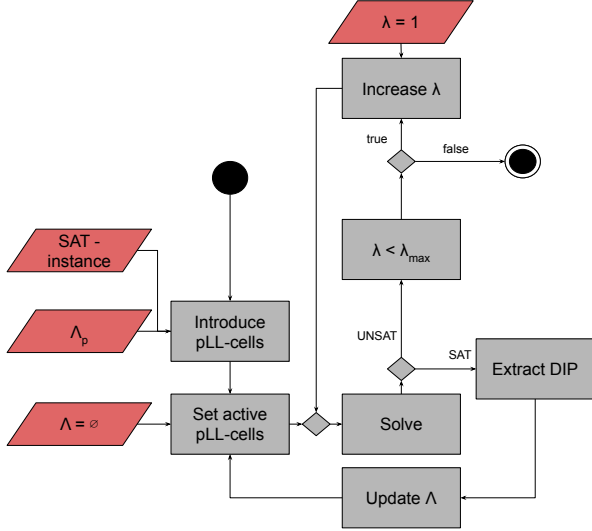 λ = 1
Increase λ
true
false
SAT -
instance
λ < λmax
Λp
Introduce
pLL-cells
UNSAT
SAT
Extract DIP
Λ = ∅
Set active
pLL-cells
Solve
Update Λ